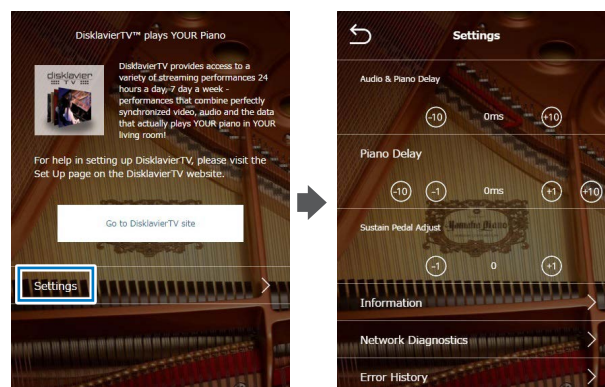 DisklavierTV™ plays YOUR Piano
disklavier
TV
DisklavierTV provides access to a
variety of streaming performances 24
hours a day, 7 day a week -
performances that combine perfectly
synchronized video, audio and the data
that actually plays YOUR piano in YOUR
living room!
For help in setting up DisklavierTV, please visit the
Set Up page on the DisklavierTV website.
Go to DisklavierTV site
Settings
Settings
Audio & Piano Delay
-10 0ms +10
Piano Delay
-10 -1 0ms +1 +10
Yamaha Piano
Sustain Pedal Adjust
-1 0 +1
Information
Network Diagnostics
Error History